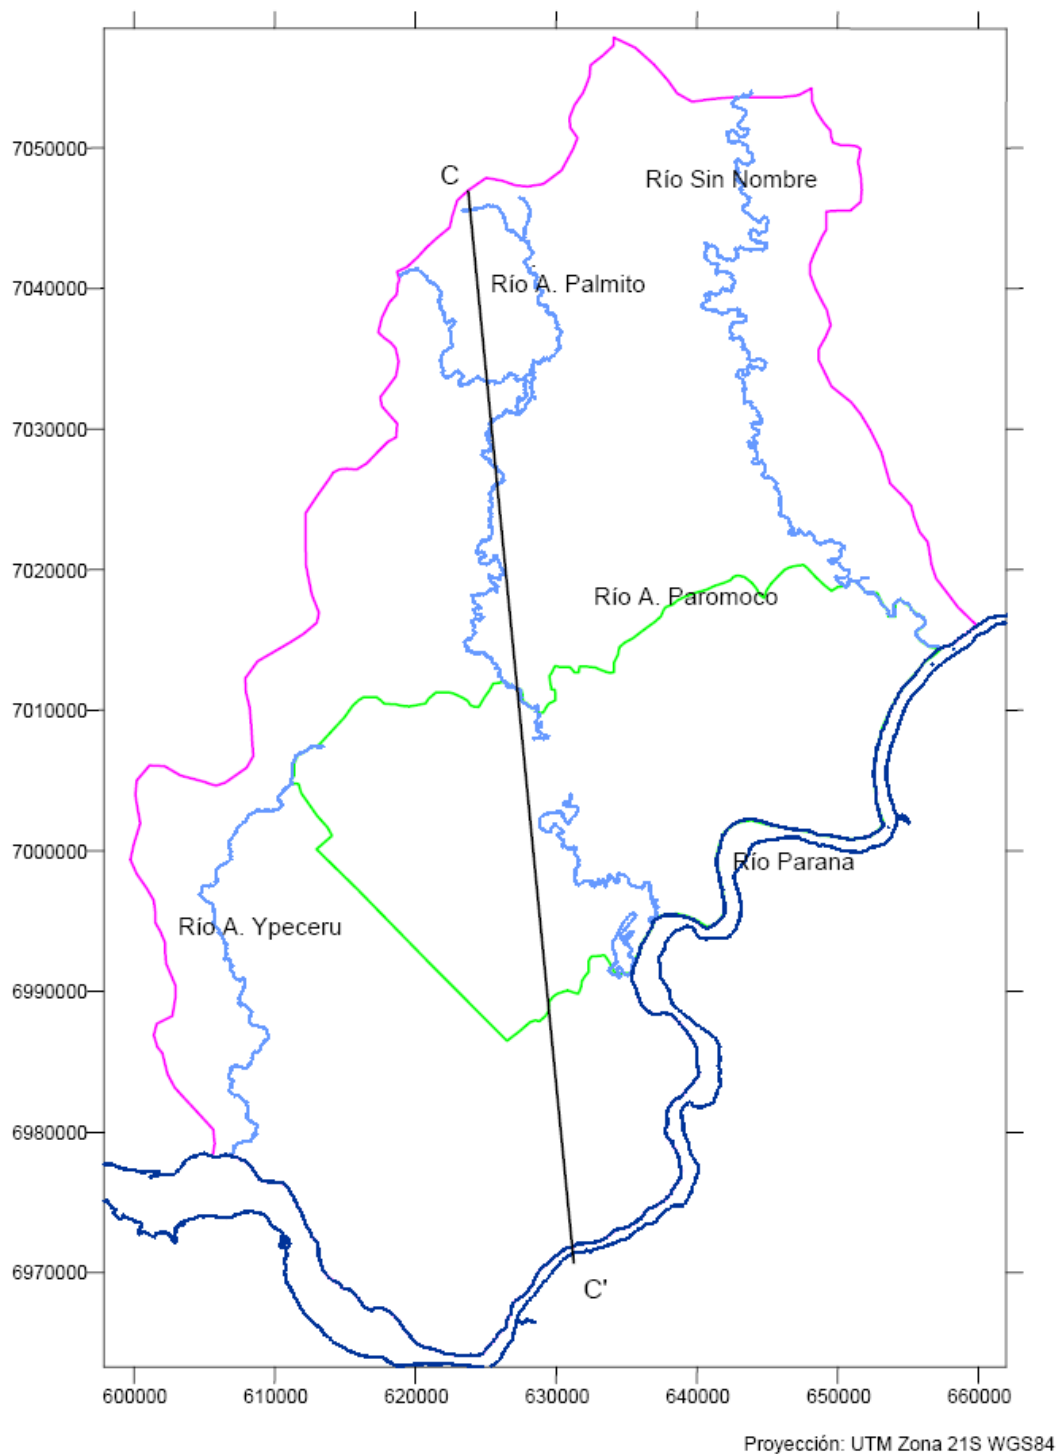 7050000
C
Río Sin Nombre
7040000
Río A. Palmito
7030000
7020000
Río A. Paromoco
7010000
7000000
Río Parana
Río A. Ypeceru
6990000
6980000
6970000
C'
600000 610000 620000 630000 640000 650000 660000
Proyección: UTM Zona 21S WGS84